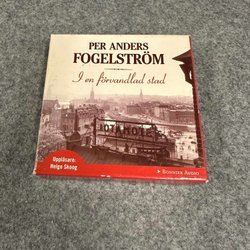 PER ANDERS
FOGELSTRÖM
I en förvandlad stad
Uppläsare:
Helge Skoog
BONNIER AUDIO